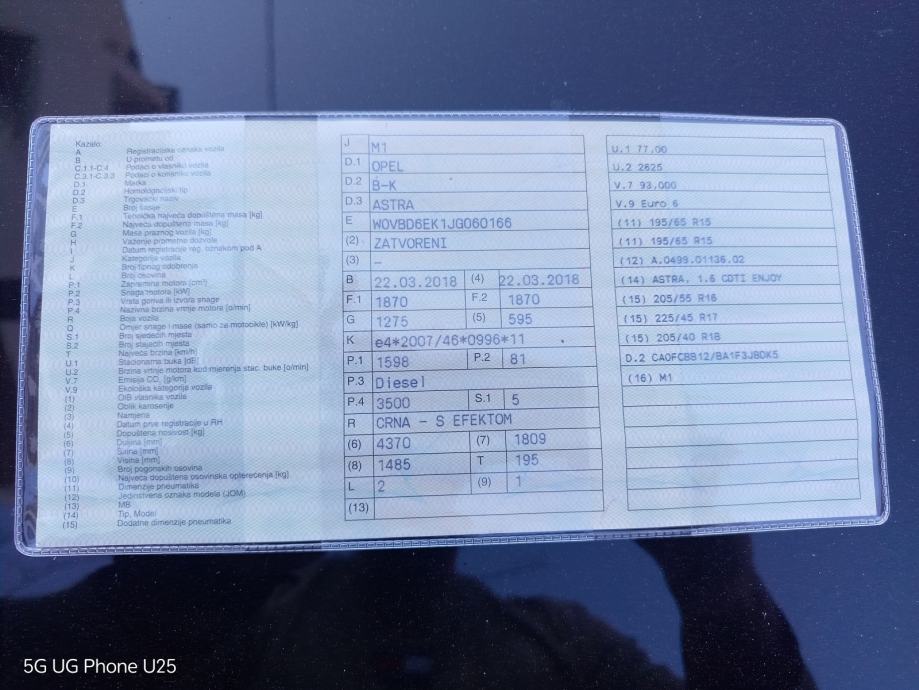 Kazalo:
A Registracijska oznaka vozila
B U prometu od
C.1.1-C.4 Podaci o vlasniku vozila
C.3.1-C.3.3 Podaci o korisniku vozila
D.1 Marka
D.2 Homologacijski tip
D.3 Trgovački naziv
E Broj šasije
F.1 Tehnička najveća dopuštena masa [kg]
F.2 Najveća dopuštena masa [kg]
G Masa praznog vozila [kg]
H Važenje prometne dozvole
I Datum registracije reg. oznakom pod A
J Kategorija vozila
K Broj tipnog odobrenja
L Broj osovina
P.1 Zapremina motora [cm³]
P.2 Snaga motora [kW]
P.3 Vrsta goriva ili izvora snage
P.4 Nazivna brzina vrtnje motora [o/min]
R Boja vozila
Q Omjer snage i mase (samo za motocikle) [kW/kg]
S.1 Broj sjedećih mjesta
S.2 Broj stajećih mjesta
T Najveća brzina [km/h]
U.1 Stacionarna buka [dB]
U.2 Brzina vrtnje motora kod mjerenja stac. buke [o/min]
V.7 Emisija CO₂ [g/km]
V.9 Ekološka kategorija vozila
(1) OIB vlasnika vozila
(2) Oblik karoserije
(3) Namjena
(4) Datum prve registracije u RH
(5) Dopuštena nosivost [kg]
(6) Duljina [mm]
(7) Širina [mm]
(8) Visina [mm]
(9) Broj pogonskih osovina
(10) Najveća dopuštena osovinska opterećenja [kg]
(11) Dimenzije pneumatika
(12) Jedinstvena oznaka modela (JOM)
(13) MB
(14) Tip, Model
(15) Dodatne dimenzije pneumatika
J M1
D.1 OPEL
D.2 B-K
D.3 ASTRA
E W0VBD6EK1JG060166
(2) ZATVORENI
(3) –
B 22.03.2018 (4) 22.03.2018
F.1 1870 F.2 1870
G 1275 (5) 595
K e4*2007/46*0996*11
P.1 1598 P.2 81
P.3 Diesel
P.4 3500 S.1 5
R CRNA - S EFEKTOM
(6) 4370 (7) 1809
(8) 1485 T 195
L 2 (9) 1
(13)
U.1 77,00
U.2 2625
V.7 93,000
V.9 Euro 6
(11) 195/65 R15
(11) 195/65 R15
(12) A.0499.01136.02
(14) ASTRA, 1.6 CDTI ENJOY
(15) 205/55 R16
(15) 225/45 R17
(15) 205/40 R18
D.2 CA0FC8B12/BA1F3JBDK5
(16) M1
5G UG Phone U25